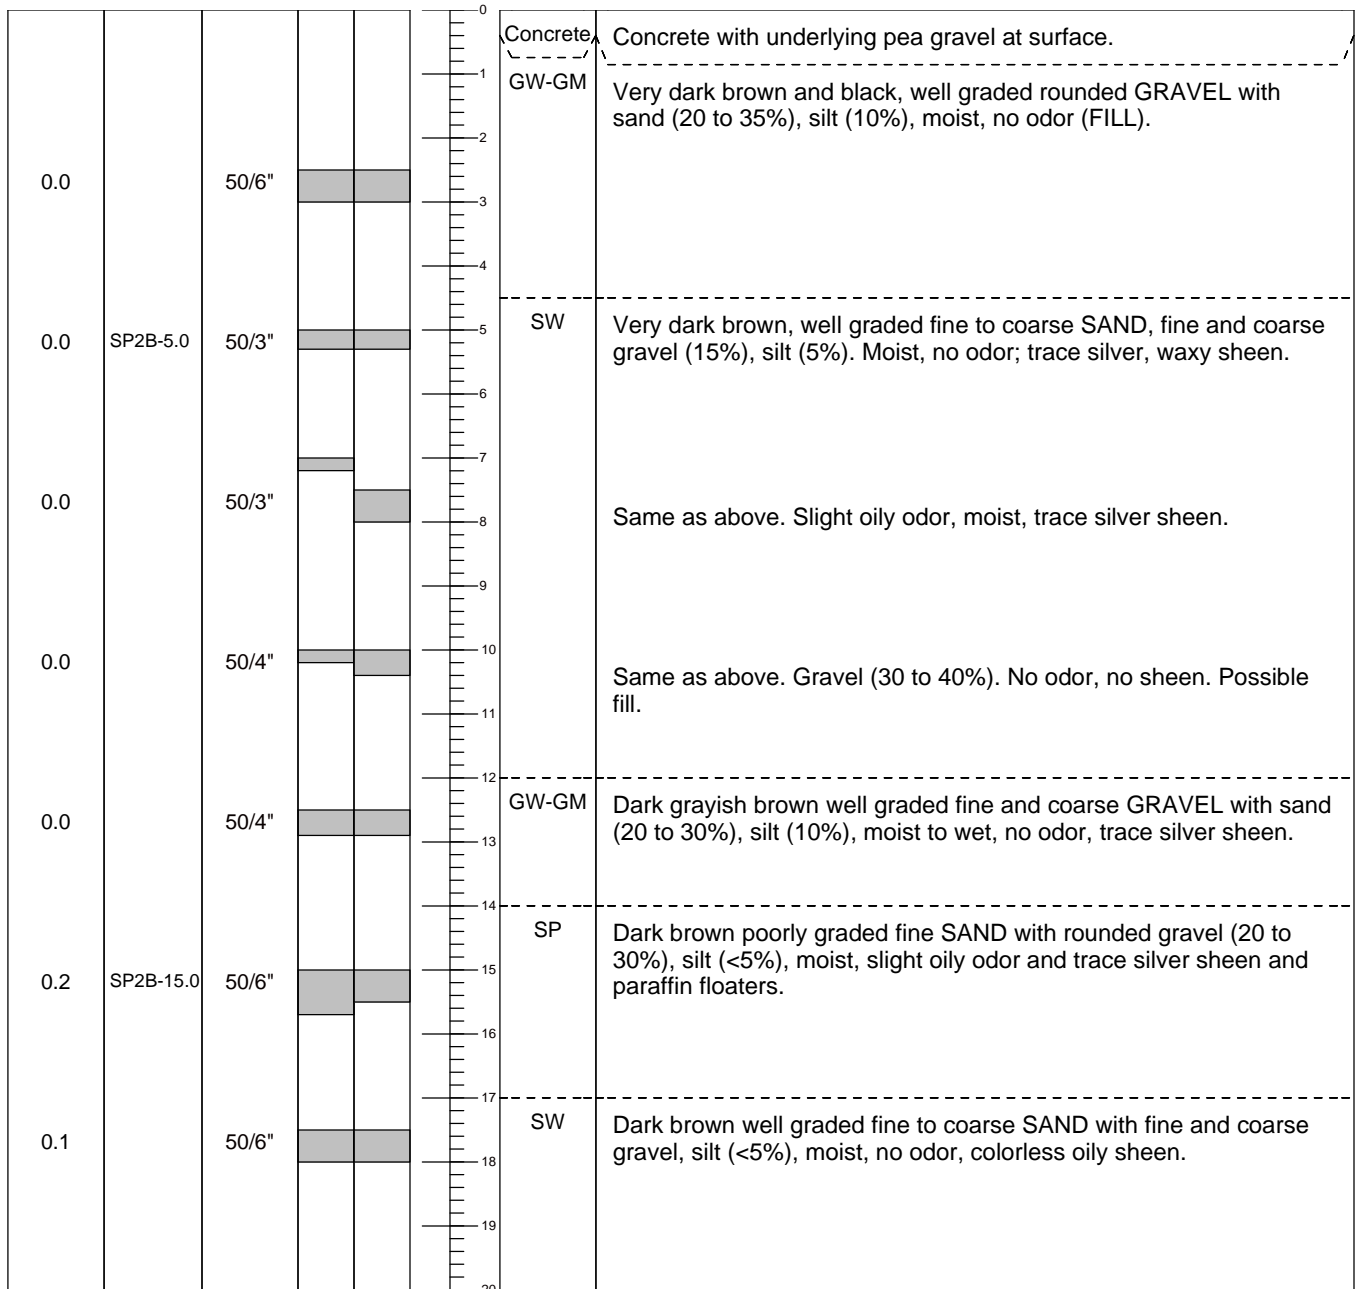 0
Concrete
Concrete with underlying pea gravel at surface.
1
GW-GM
Very dark brown and black, well graded rounded GRAVEL with
sand (20 to 35%), silt (10%), moist, no odor (FILL).
2
0.0
50/6"
3
4
SW
Very dark brown, well graded fine to coarse SAND, fine and coarse
gravel (15%), silt (5%). Moist, no odor; trace silver, waxy sheen.
0.0
SP2B-5.0
50/3"
5
6
7
0.0
50/3"
Same as above. Slight oily odor, moist, trace silver sheen.
8
9
10
0.0
50/4"
Same as above. Gravel (30 to 40%). No odor, no sheen. Possible
fill.
11
12
GW-GM
Dark grayish brown well graded fine and coarse GRAVEL with sand
(20 to 30%), silt (10%), moist to wet, no odor, trace silver sheen.
0.0
50/4"
13
14
SP
Dark brown poorly graded fine SAND with rounded gravel (20 to
30%), silt (<5%), moist, slight oily odor and trace silver sheen and
paraffin floaters.
15
0.2
SP2B-15.0
50/6"
16
17
SW
Dark brown well graded fine to coarse SAND with fine and coarse
gravel, silt (<5%), moist, no odor, colorless oily sheen.
0.1
50/6"
18
19
20